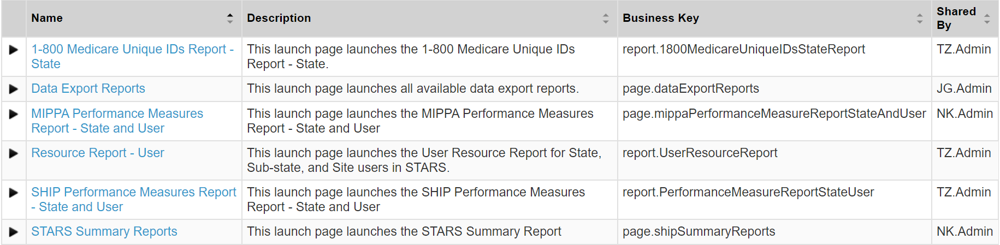 Name Description Business Key Shared
By
1-800 Medicare Unique IDs Report - This launch page launches the 1-800 Medicare Unique IDs report.1800MedicareUniqueIDsStateReport TZ.Admin
State Report - State.
Data Export Reports This launch page launches all available data export reports. page.dataExportReports JG.Admin
MIPPA Performance Measures This launch page launches the MIPPA Performance Measures page.mippaPerformanceMeasureReportStateAndUser NK.Admin
Report - State and User Report - State and User
Resource Report - User This launch page launches the User Resource Report for State, report.UserResourceReport TZ.Admin
Sub-state, and Site users in STARS.
SHIP Performance Measures Report This launch page launches the SHIP Performance Measures report.PerformanceMeasureReportStateUser TZ.Admin
- State and User Report - State and User
STARS Summary Reports This launch page launches the STARS Summary Report page.shipSummaryReports NK.Admin